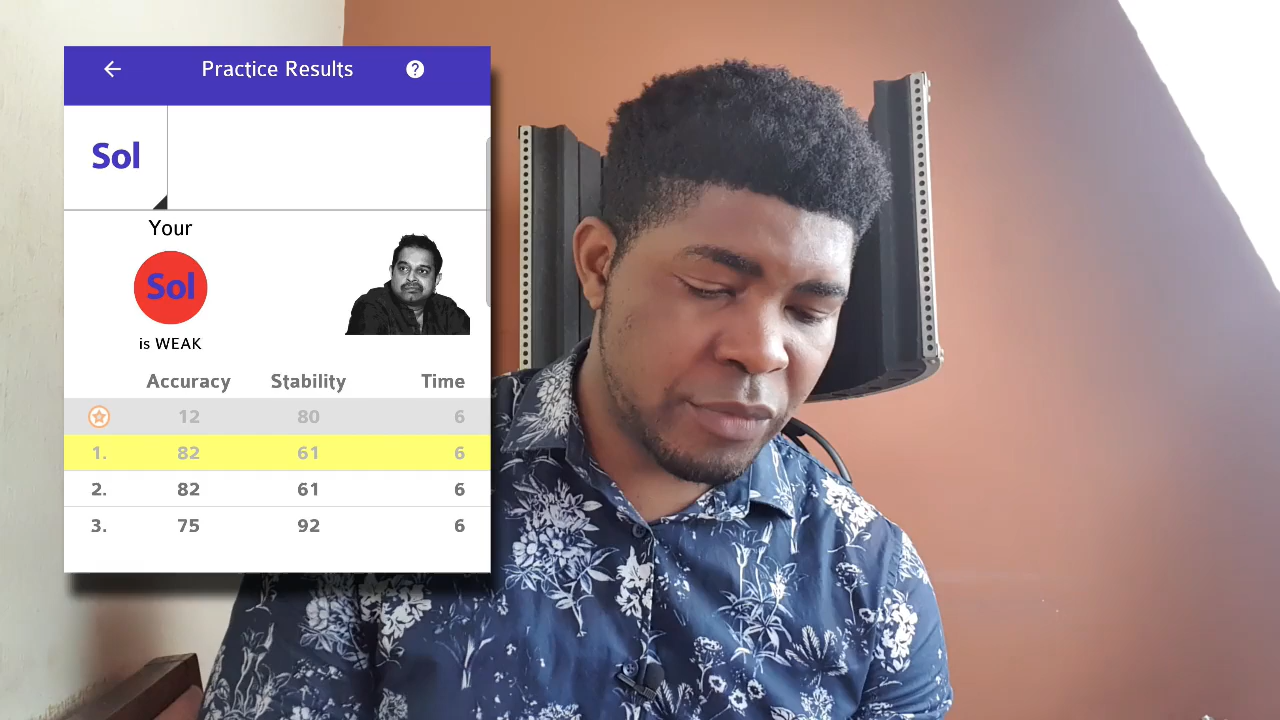 Practice Results
Sol
Your
Sol
is WEAK
Accuracy Stability Time
12 80 6
1. 82 61 6
2. 82 61 6
3. 75 92 6